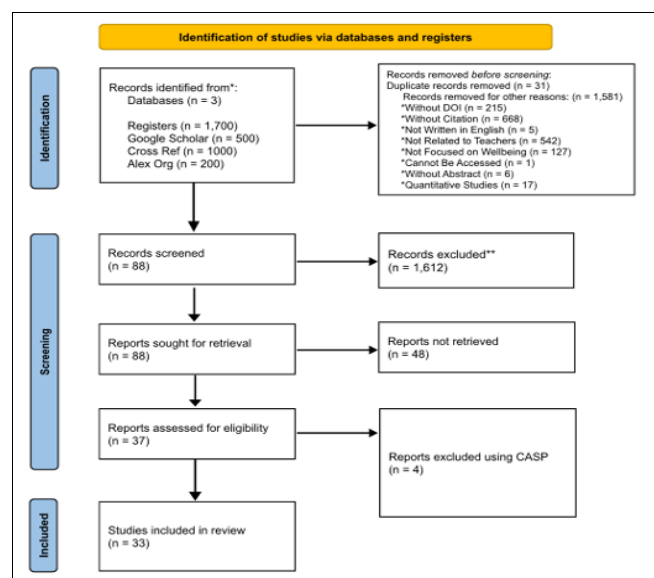 Identification of studies via databases and registers
Identification
Records identified from*:
Databases (n = 3)
Registers (n = 1,700)
Google Scholar (n = 500)
Cross Ref (n = 1000)
Alex Org (n = 200)
Records removed before screening:
Duplicate records removed (n = 31)
Records removed for other reasons: (n = 1,581)
*Without DOI (n = 215)
*Without Citation (n = 668)
*Not Written in English (n = 5)
*Not Related to Teachers (n = 542)
*Not Focused on Wellbeing (n = 127)
*Cannot Be Accessed (n = 1)
*Without Abstract (n = 6)
*Quantitative Studies (n = 17)
Screening
Records screened
(n = 88)
Records excluded**
(n = 1,612)
Reports sought for retrieval
(n = 88)
Reports not retrieved
(n = 48)
Reports assessed for eligibility
(n = 37)
Reports excluded using CASP
(n = 4)
Included
Studies included in review
(n = 33)